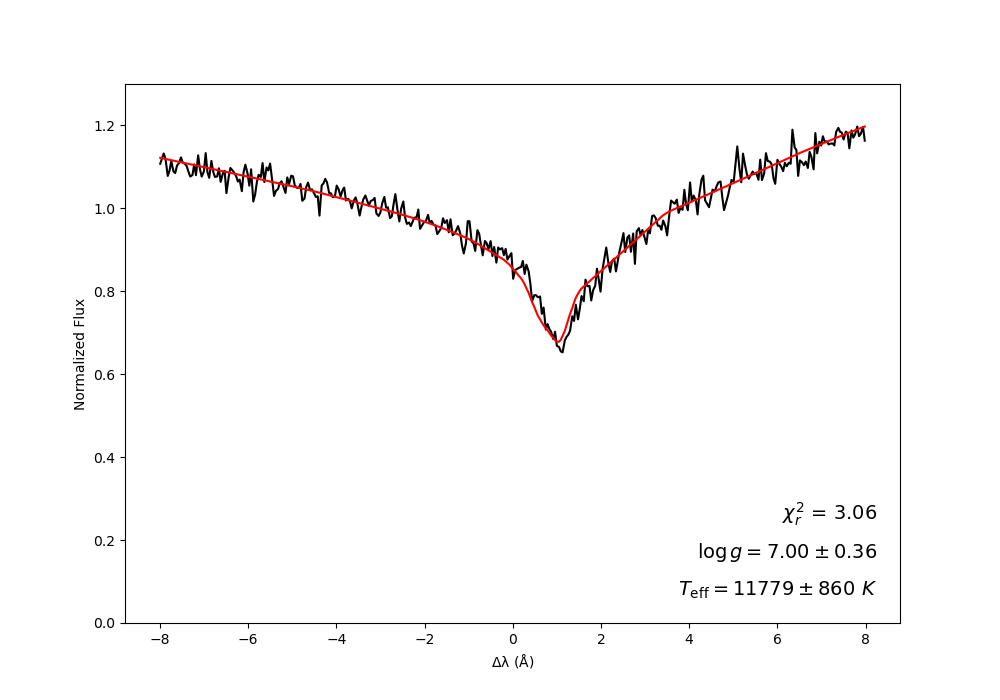 1.2
1.0
0.8
0.6
0.4
0.2
0.0
Normalized Flux
χ²ᵣ = 3.06
log g = 7.00 ± 0.36
T_eff = 11779 ± 860 K
−8 −6 −4 −2 0 2 4 6 8
Δλ (Å)